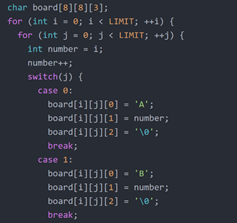 char board[8][8][3];
for (int i = 0; i < LIMIT; ++i) {
  for (int j = 0; j < LIMIT; ++j) {
    int number = i;
    number++;
    switch(j) {
      case 0:
        board[i][j][0] = 'A';
        board[i][j][1] = number;
        board[i][j][2] = '\0';
        break;
      case 1:
        board[i][j][0] = 'B';
        board[i][j][1] = number;
        board[i][j][2] = '\0';
        break;